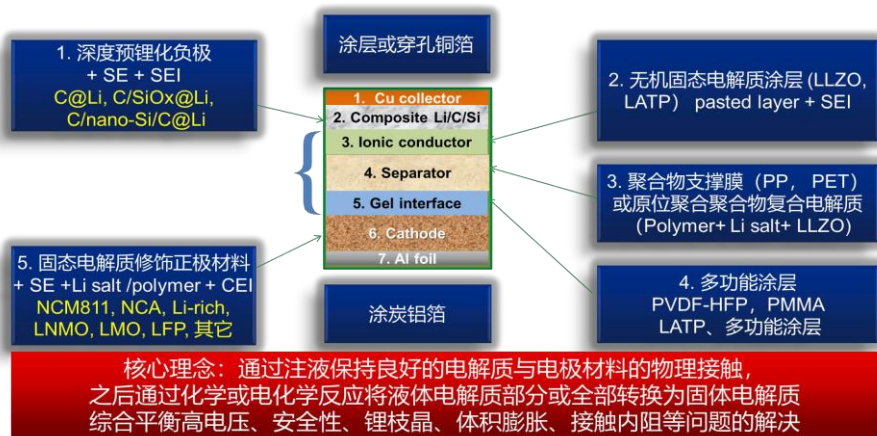 1. 深度预锂化负极
+ SE + SEI
C@Li, C/SiOx@Li,
C/nano-Si/C@Li
涂层或穿孔铜箔
2. 无机固态电解质涂层 (LLZO,
LATP） pasted layer + SEI
1. Cu collector
2. Composite Li/C/Si
3. Ionic conductor
4. Separator
5. Gel interface
6. Cathode
7. Al foil
3. 聚合物支撑膜（PP，PET）
或原位聚合聚合物复合电解质
（Polymer+ Li salt+ LLZO）
5. 固态电解质修饰正极材料
+ SE +Li salt /polymer + CEI
NCM811, NCA, Li-rich,
LNMO, LMO, LFP, 其它
涂炭铝箔
4. 多功能涂层
PVDF-HFP，PMMA
LATP、多功能涂层
核心理念：通过注液保持良好的电解质与电极材料的物理接触，
之后通过化学或电化学反应将液体电解质部分或全部转换为固体电解质
综合平衡高电压、安全性、锂枝晶、体积膨胀、接触内阻等问题的解决